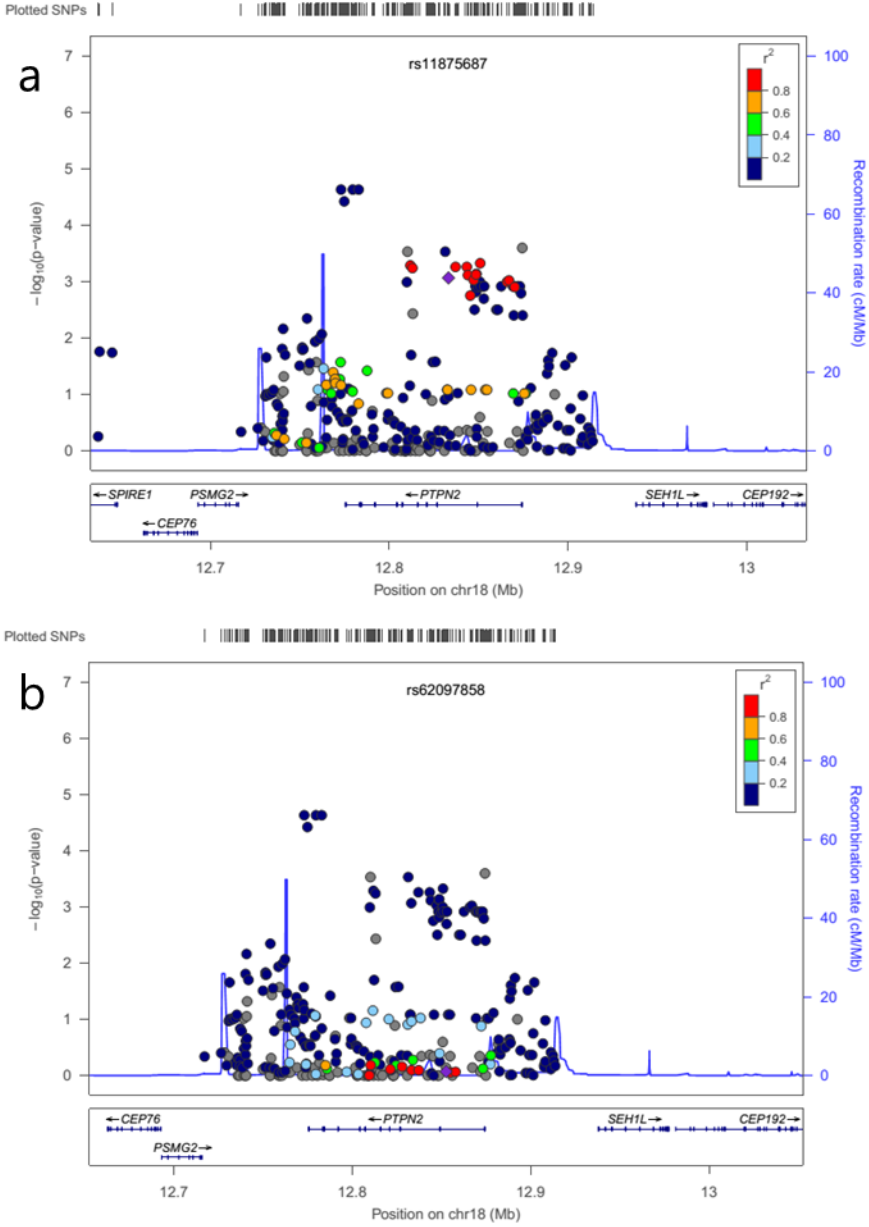 Plotted SNPs
a
rs11875687
r2
0.8
0.6
0.4
0.2
7
6
5
4
3
2
1
0
−log10(p−value)
100
80
60
40
20
0
Recombination rate (cM/Mb)
←SPIRE1
PSMG2→
←PTPN2
SEH1L→
CEP192→
←CEP76
12.7
12.8
12.9
13
Position on chr18 (Mb)
Plotted SNPs
b
rs62097858
r2
0.8
0.6
0.4
0.2
7
6
5
4
3
2
1
0
−log10(p−value)
100
80
60
40
20
0
Recombination rate (cM/Mb)
←CEP76
←PTPN2
SEH1L→
CEP192→
PSMG2→
12.7
12.8
12.9
13
Position on chr18 (Mb)